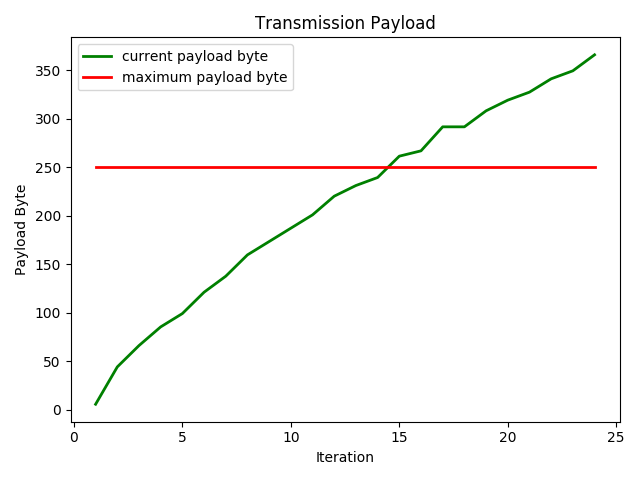 Transmission Payload
current payload byte
maximum payload byte
350
300
250
200
150
100
50
0
Payload Byte
0 5 10 15 20 25
Iteration